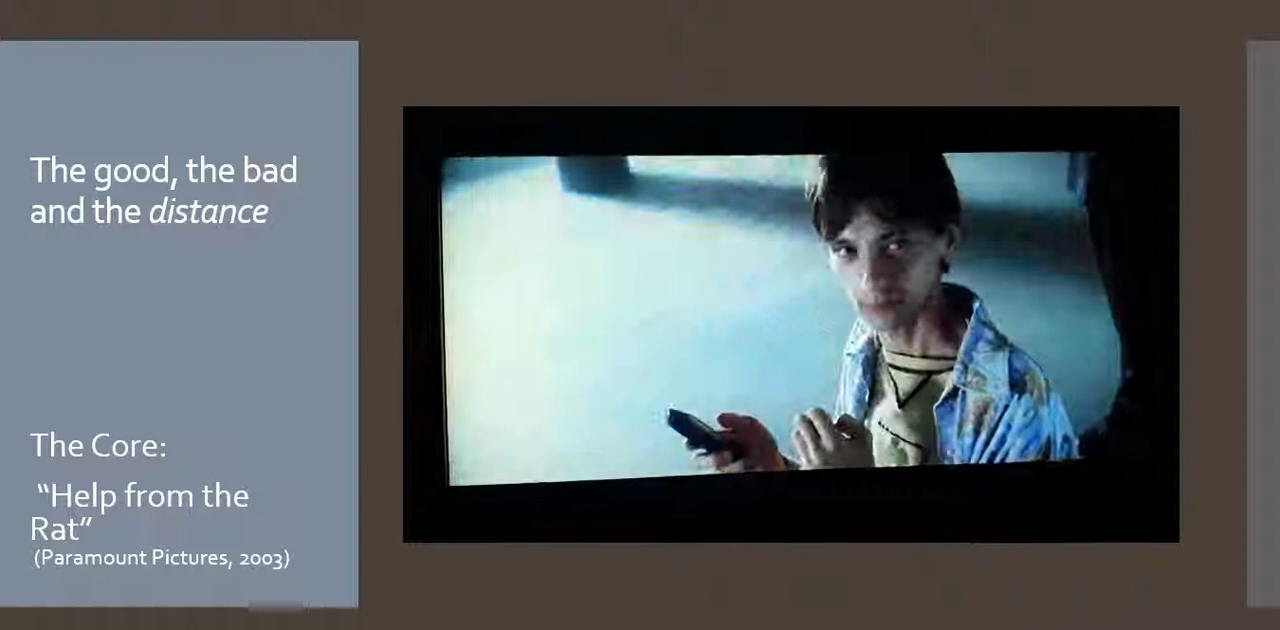 The good, the bad
and the distance
The Core:
“Help from the
Rat”
(Paramount Pictures, 2003)